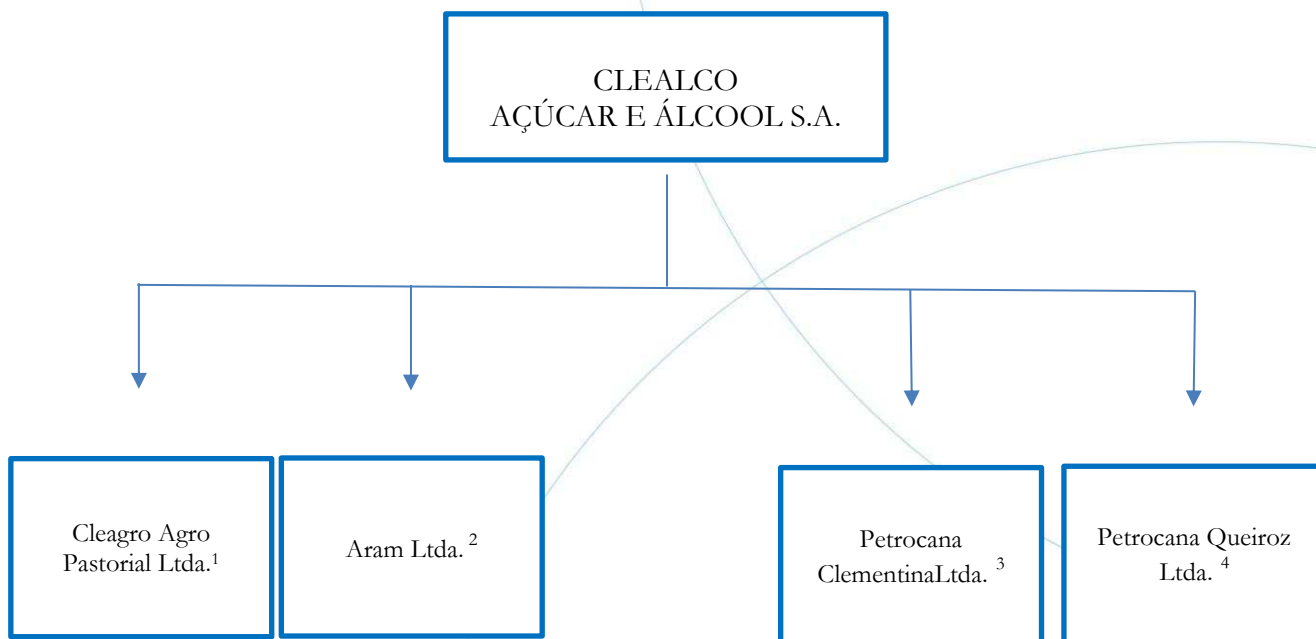 CLEALCO
AÇÚCAR E ÁLCOOL S.A.
Cleagro Agro
Pastorial Ltda.¹
Aram Ltda. ²
Petrocana
ClementinaLtda. ³
Petrocana Queiroz
Ltda. ⁴